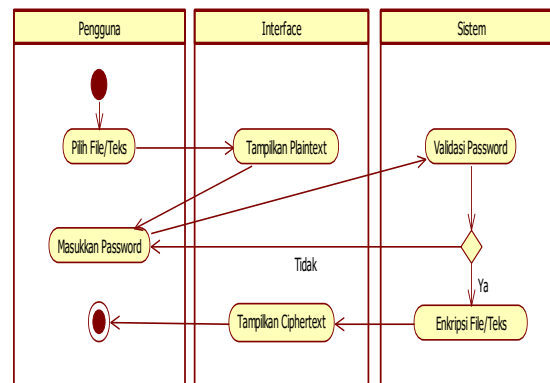 Pengguna
Interface
Sistem
Pilih File/Teks
Tampilkan Plaintext
Validasi Password
Masukkan Password
Tidak
Ya
Tampilkan Ciphertext
Enkripsi File/Teks